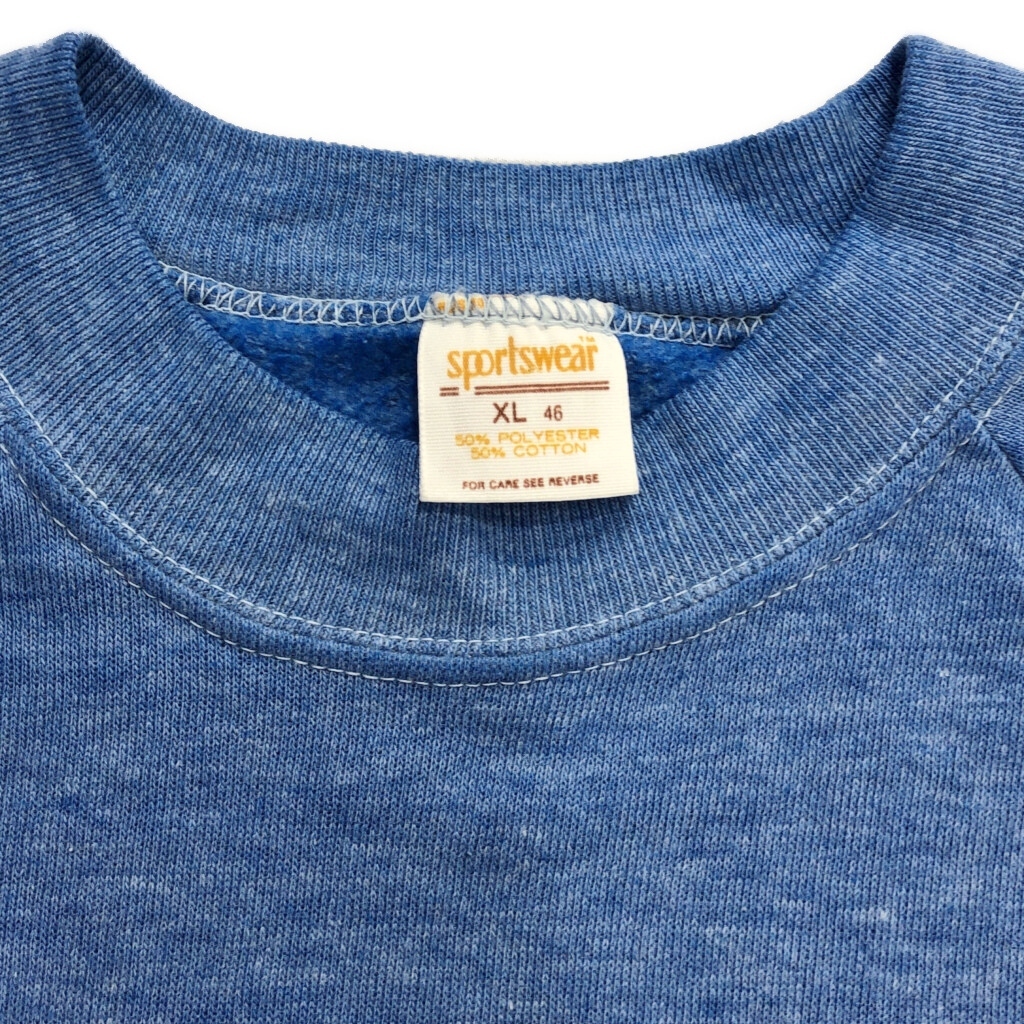 sportswear™
XL 46
50% POLYESTER
50% COTTON
FOR CARE SEE REVERSE